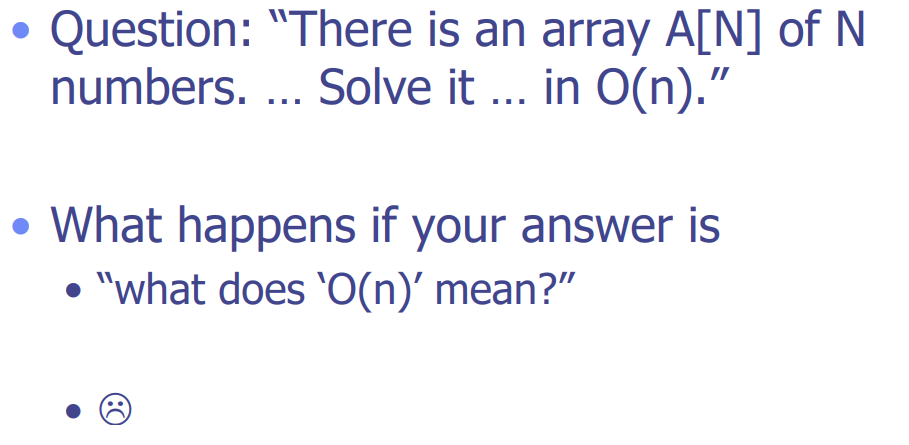 • Question: “There is an array A[N] of N
numbers. … Solve it … in O(n).”
• What happens if your answer is
• “what does ‘O(n)’ mean?”
• ☹